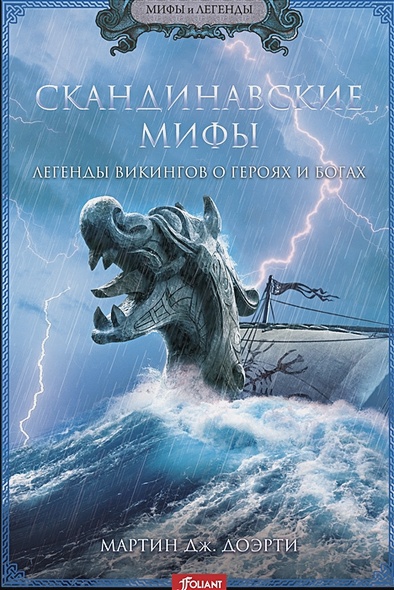 МИФЫ И ЛЕГЕНДЫ
СКАНДИНАВСКИЕ
МИФЫ
ЛЕГЕНДЫ ВИКИНГОВ О ГЕРОЯХ И БОГАХ
МАРТИН ДЖ. ДОЭРТИ
FOLIANT